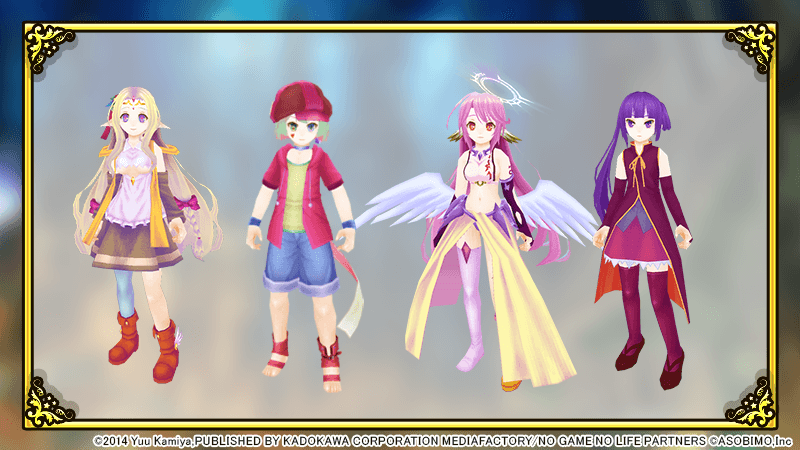 ©2014 Yuu Kamiya,PUBLISHED BY KADOKAWA CORPORATION MEDIAFACTORY/NO GAME NO LIFE PARTNERS ©ASOBIMO,Inc